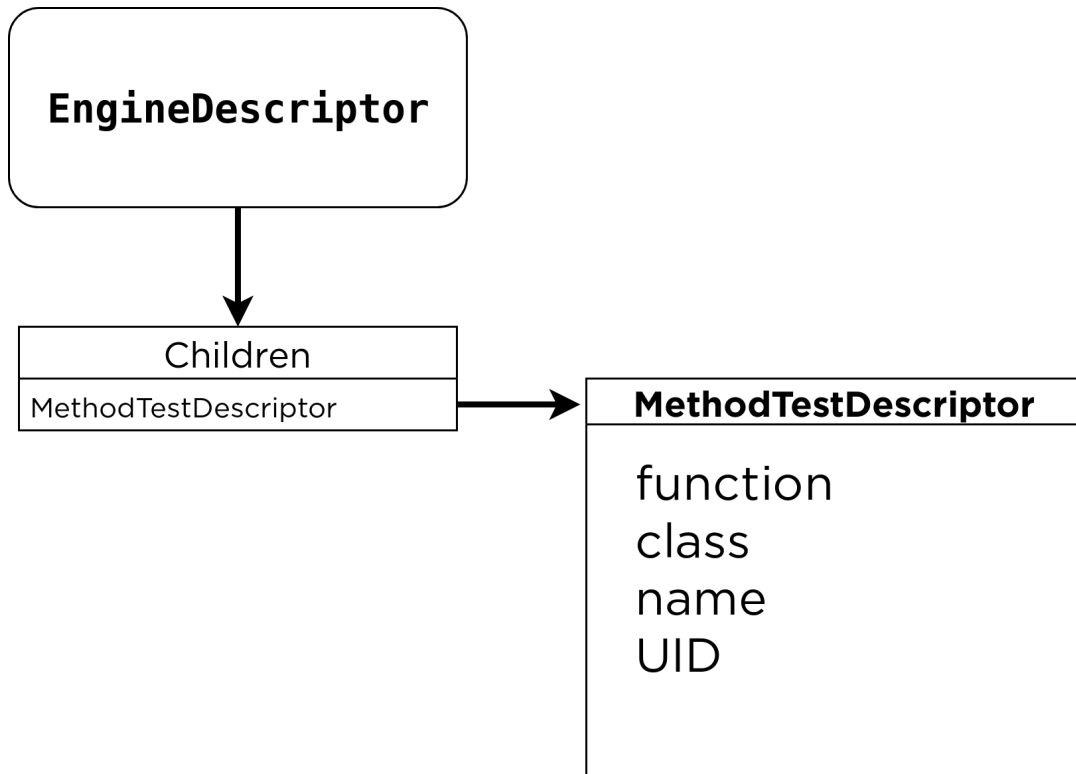 EngineDescriptor
Children
MethodTestDescriptor
MethodTestDescriptor
function
class
name
UID